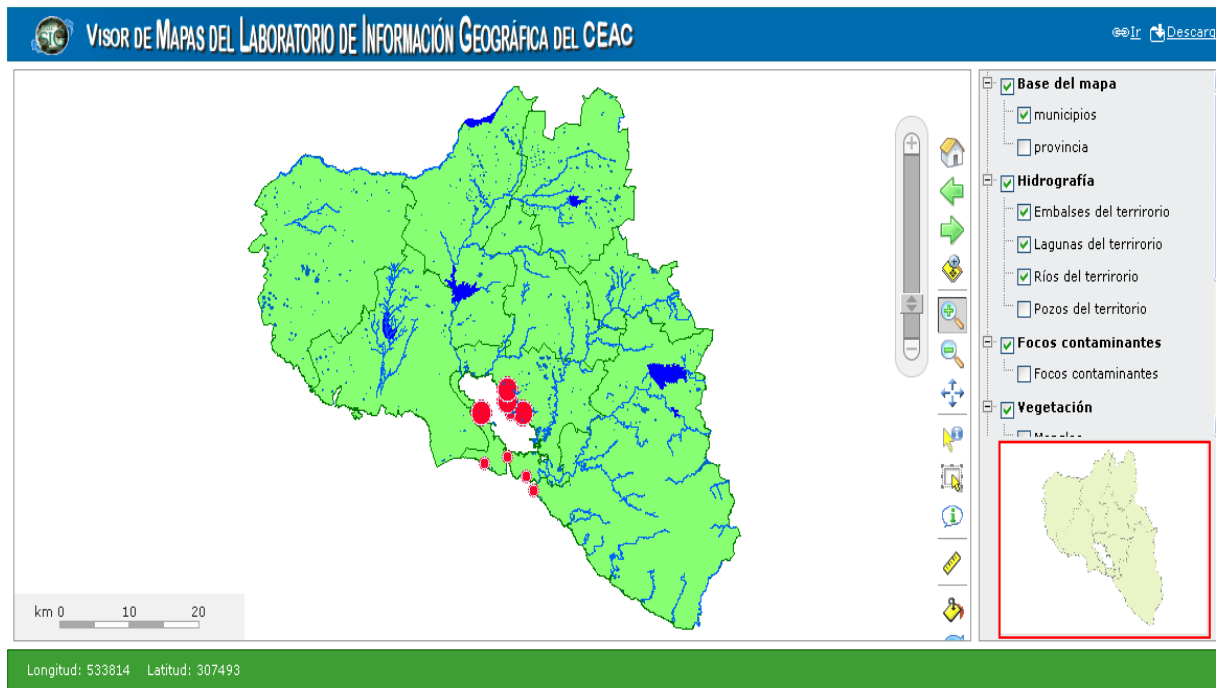 VISOR DE MAPAS DEL LABORATORIO DE INFORMACIÓN GEOGRÁFICA DEL CEAC
Ir Descarg
Base del mapa
municipios
provincia
Hidrografía
Embalses del terrirorio
Lagunas del terrirorio
Ríos del terrirorio
Pozos del territorio
Focos contaminantes
Focos contaminantes
Vegetación
km 0 10 20
Longitud: 533814 Latitud: 307493